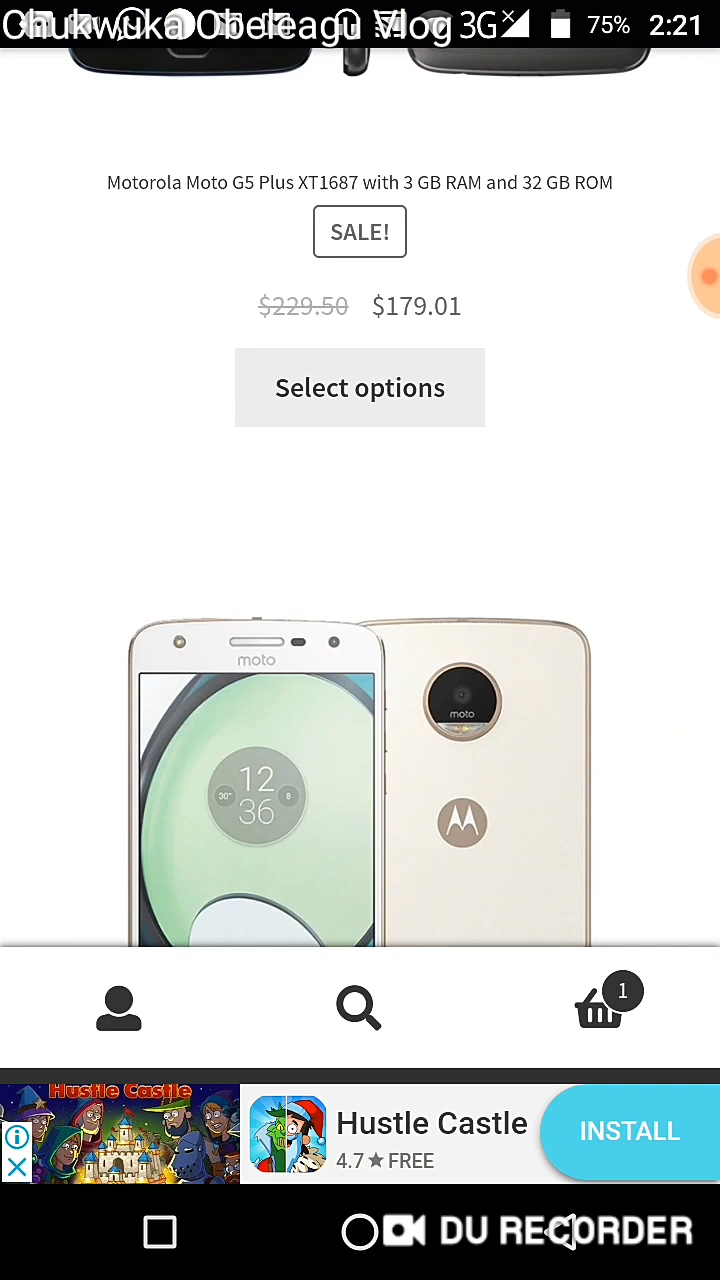 Chukwuka Obeleagu Vlog 3G 75% 2:21
Motorola Moto G5 Plus XT1687 with 3 GB RAM and 32 GB ROM
SALE!
$229.50 $179.01
Select options
moto
moto
12
30° 8
36
1
Hustle Castle
Hustle Castle
4.7★FREE
INSTALL
DU RECORDER